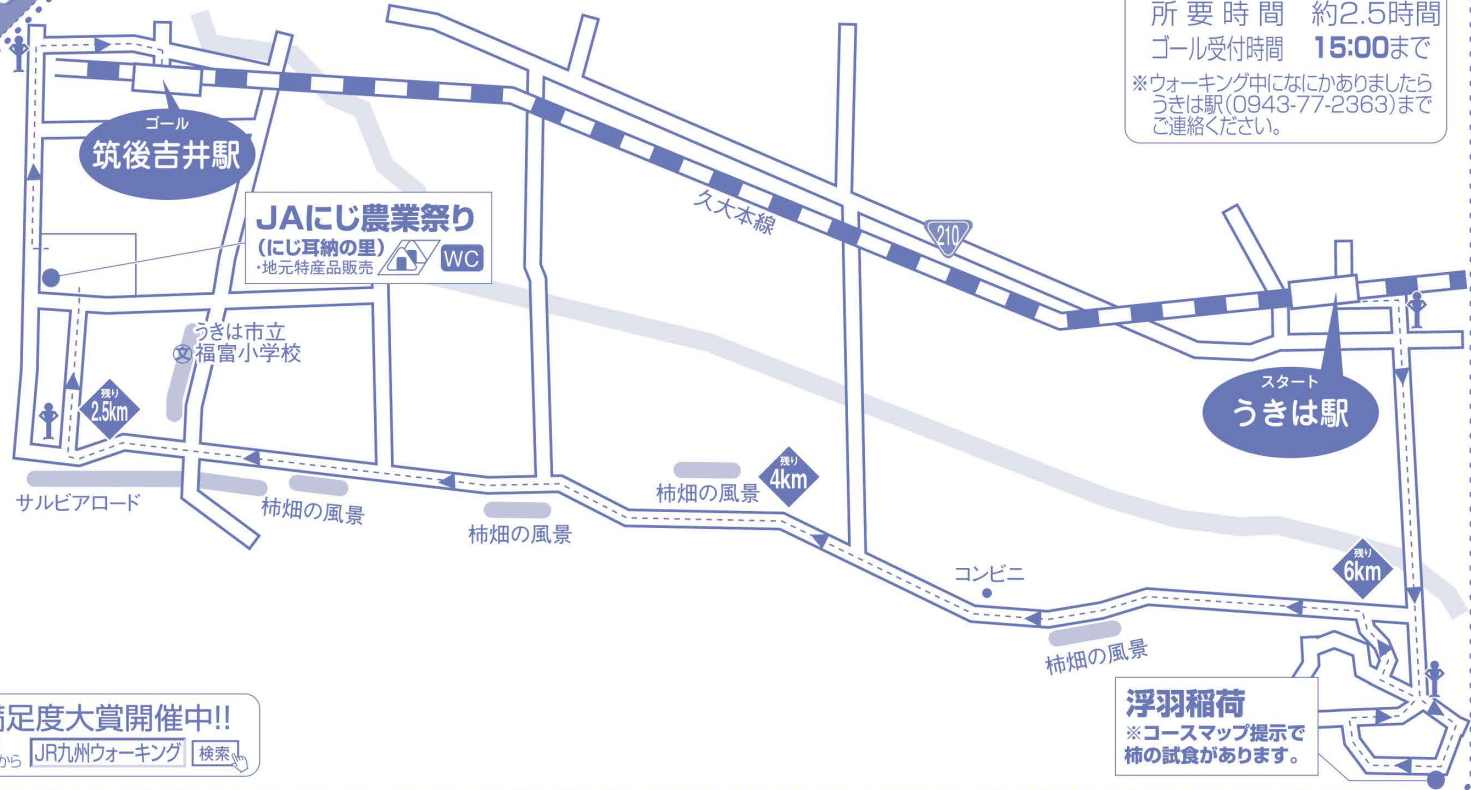 所要時間 約2.5時間
ゴール受付時間 15:00まで
※ウォーキング中になにかありましたら
うきは駅(0943-77-2363)まで
ご連絡ください。
ゴール
筑後吉井駅
JAにじ農業祭り
(にじ耳納の里)
・地元特産品販売
WC
久大本線
210
スタート
うきは駅
うきは市立
文 福富小学校
残り
2.5km
サルビアロード
柿畑の風景
柿畑の風景
柿畑の風景
残り
4km
コンビニ
柿畑の風景
残り
6km
浮羽稲荷
※コースマップ提示で
柿の試食があります。
足度大賞開催中!!
から JR九州ウォーキング 検索